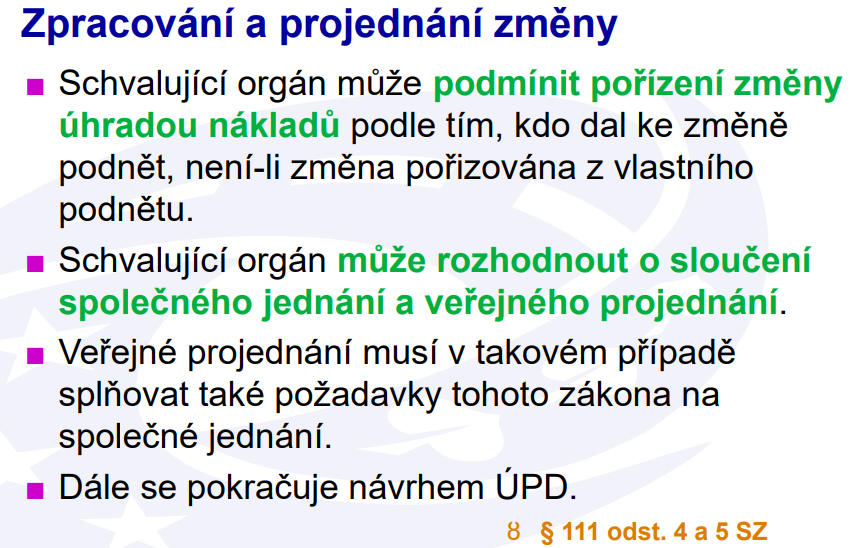 Zpracování a projednání změny
Schvalující orgán může podmínit pořízení změny
úhradou nákladů podle tím, kdo dal ke změně
podnět, není-li změna pořizována z vlastního
podnětu.
Schvalující orgán může rozhodnout o sloučení
společného jednání a veřejného projednání.
Veřejné projednání musí v takovém případě
splňovat také požadavky tohoto zákona na
společné jednání.
Dále se pokračuje návrhem ÚPD.
8 § 111 odst. 4 a 5 SZ